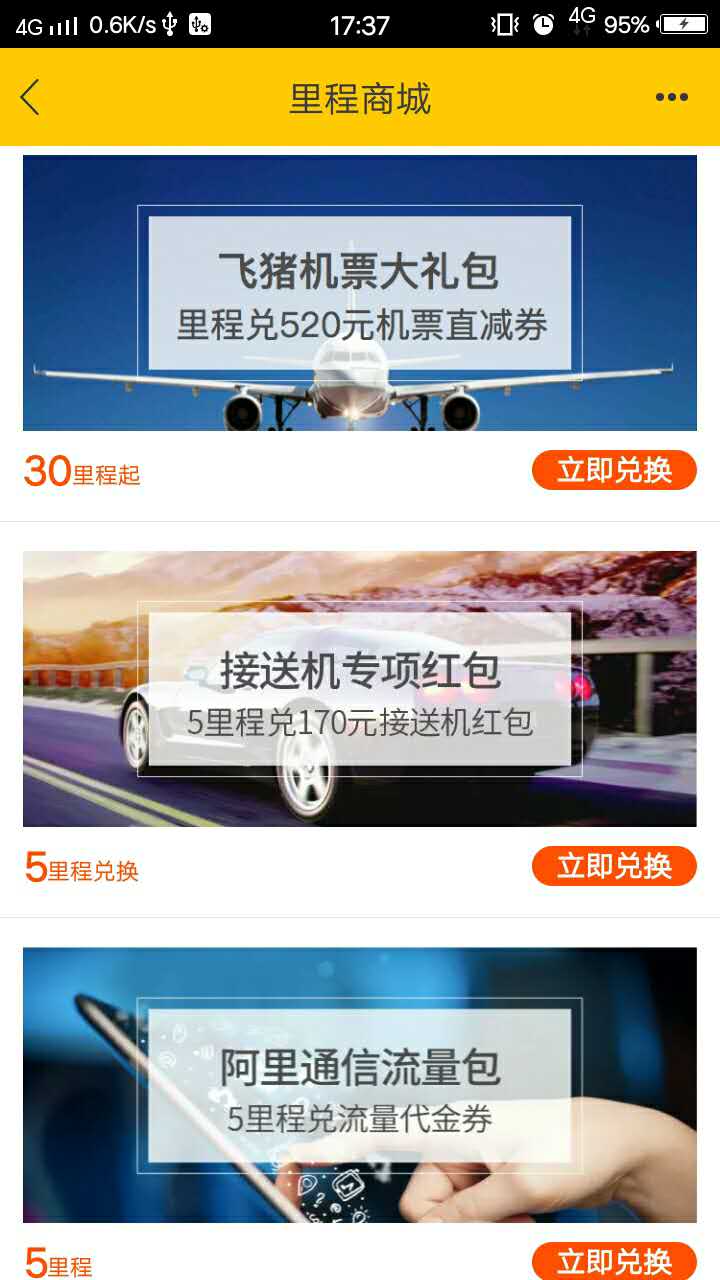 4G 0.6K/s 17:37 4G 95%
里程商城
飞猪机票大礼包
里程兑520元机票直减券
30里程起 立即兑换
接送机专项红包
5里程兑170元接送机红包
5里程兑换 立即兑换
阿里通信流量包
5里程兑流量代金券
5里程 立即兑换